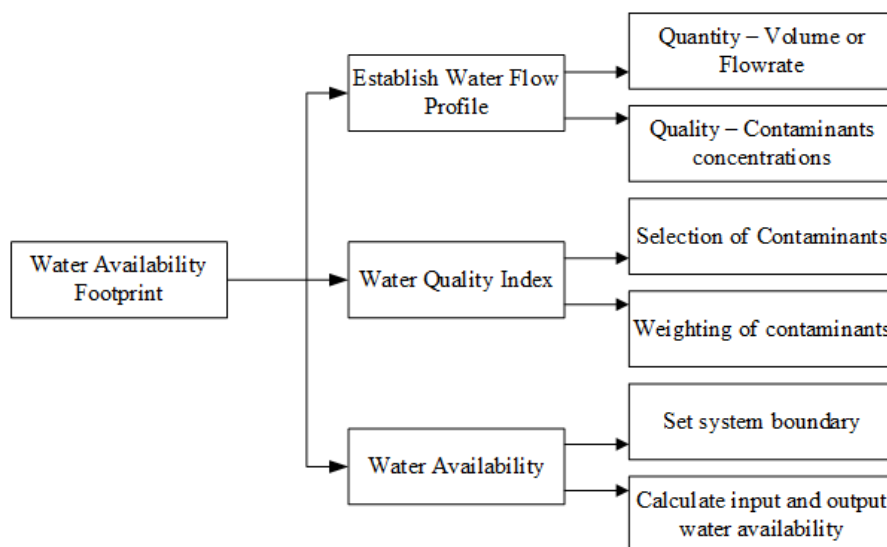 Quantity – Volume or
Flowrate
Establish Water Flow
Profile
Quality – Contaminants
concentrations
Selection of Contaminants
Water Availability
Footprint
Water Quality Index
Weighting of contaminants
Set system boundary
Water Availability
Calculate input and output
water availability